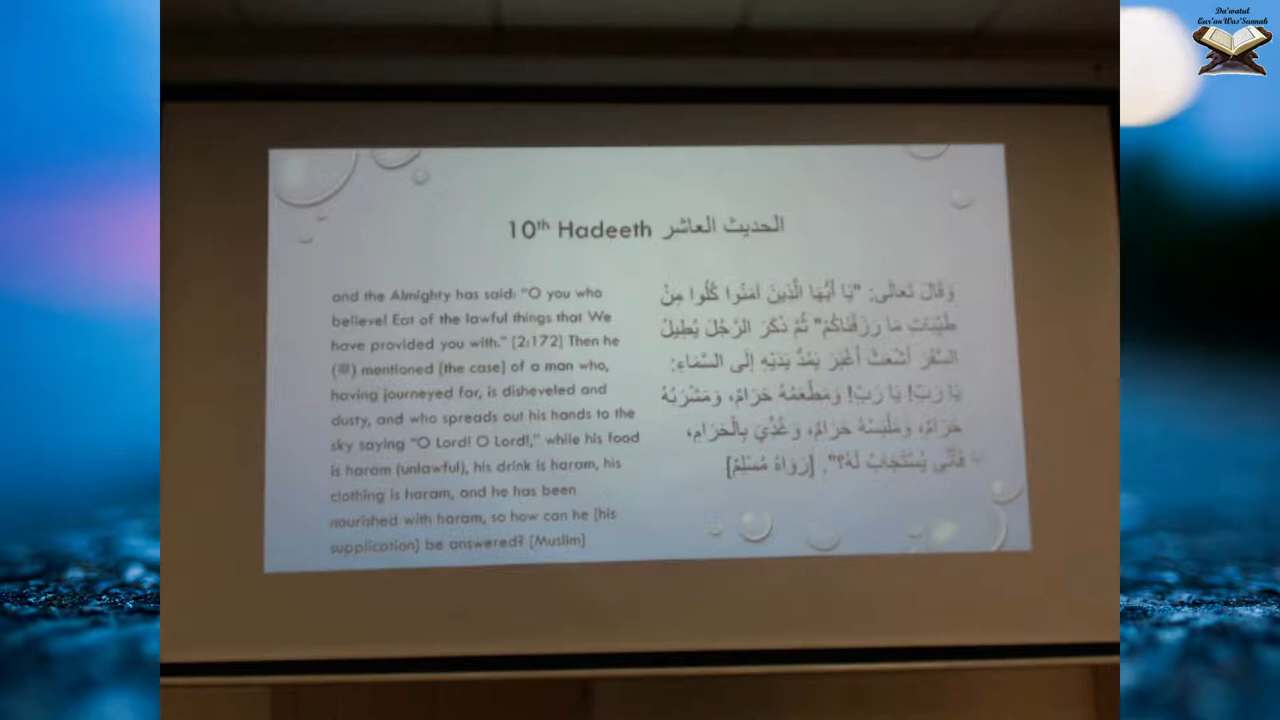 Da'watul
Qur'an Was'Sunnah
10th Hadeeth الحديث العاشر
and the Almighty has said: "O you who
believe! Eat of the lawful things that We
have provided you with." [2:172] Then he
(ﷺ) mentioned [the case] of a man who,
having journeyed far, is disheveled and
dusty, and who spreads out his hands to the
sky saying "O Lord! O Lord!," while his food
is haram (unlawful), his drink is haram, his
clothing is haram, and he has been
nourished with haram, so how can he [his
supplication] be answered? [Muslim]
وَقَالَ تَعَالَى: "يَا أَيُّهَا الَّذِينَ آمَنُوا كُلُوا مِنْ
طَيِّبَاتِ مَا رَزَقْنَاكُمْ" ثُمَّ ذَكَرَ الرَّجُلَ يُطِيلُ
السَّفَرَ أَشْعَثَ أَغْبَرَ يَمُدُّ يَدَيْهِ إلَى السَّمَاءِ:
يَا رَبِّ! يَا رَبِّ! وَمَطْعَمُهُ حَرَامٌ، وَمَشْرَبُهُ
حَرَامٌ، وَمَلْبَسُهُ حَرَامٌ، وَغُذِّيَ بِالْحَرَامِ،
فَأَنَّى يُسْتَجَابُ لَهُ؟". [رَوَاهُ مُسْلِمٌ]